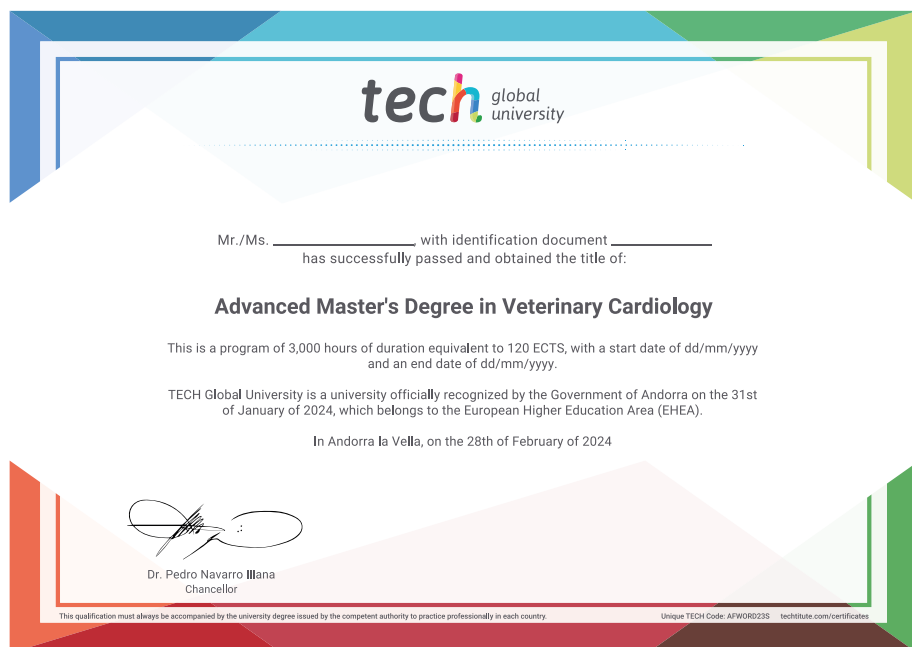 tech global university
Mr./Ms. ____________________, with identification document ______________
has successfully passed and obtained the title of:
Advanced Master's Degree in Veterinary Cardiology
This is a program of 3,000 hours of duration equivalent to 120 ECTS, with a start date of dd/mm/yyyy
and an end date of dd/mm/yyyy.
TECH Global University is a university officially recognized by the Government of Andorra on the 31st
of January of 2024, which belongs to the European Higher Education Area (EHEA).
In Andorra la Vella, on the 28th of February of 2024
Dr. Pedro Navarro Illana
Chancellor
This qualification must always be accompanied by the university degree issued by the competent authority to practice professionally in each country.
Unique TECH Code: AFWORD23S techtitute.com/certificates